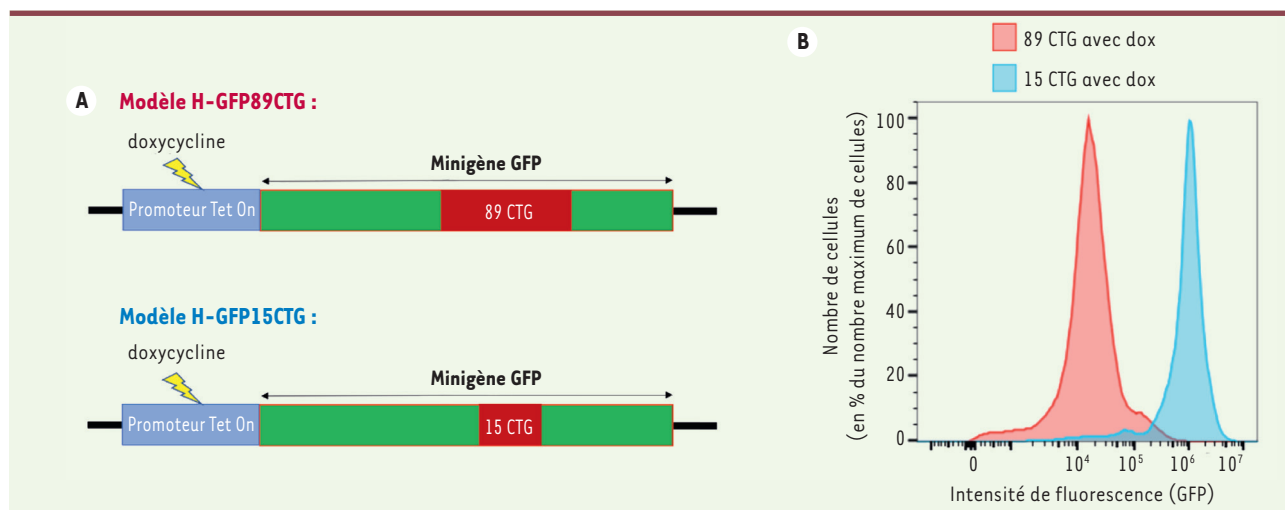 A
Modèle H-GFP89CTG :
doxycycline
Minigène GFP
Promoteur Tet On
89 CTG
Modèle H-GFP15CTG :
doxycycline
Minigène GFP
Promoteur Tet On
15 CTG
B
89 CTG avec dox
15 CTG avec dox
Nombre de cellules
(en % du nombre maximum de cellules)
100
80
60
40
20
0
0 10⁴ 10⁵ 10⁶ 10⁷
Intensité de fluorescence (GFP)